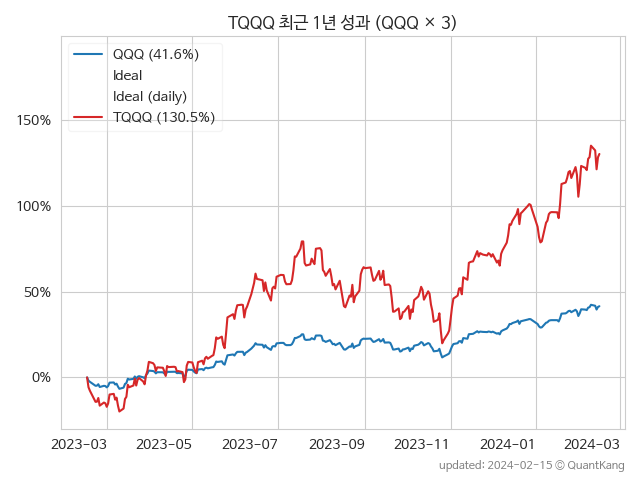 TQQQ 최근 1년 성과 (QQQ × 3)
QQQ (41.6%)
Ideal
Ideal (daily)
TQQQ (130.5%)
150%
100%
50%
0%
2023-03 2023-05 2023-07 2023-09 2023-11 2024-01 2024-03
updated: 2024-02-15 © QuantKang